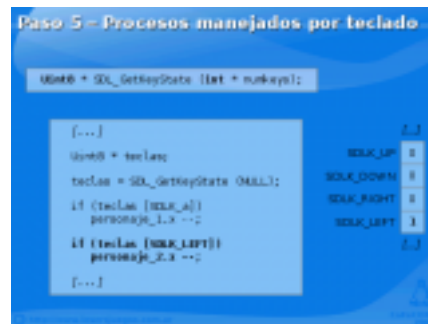 Paso 5 - Procesos manejados por teclado
Uint8 * SDL_GetKeyState (int * numkeys);
[...]
Uint8 * teclas;
teclas = SDL_GetKeyState (NULL);
if (teclas [SDLK_a])
personaje_1.x --;
if (teclas [SDLK_LEFT])
personaje_2.x --;
[...]
[...]
SDLK_UP 0
SDLK_DOWN 0
SDLK_RIGHT 0
SDLK_LEFT 1
[...]